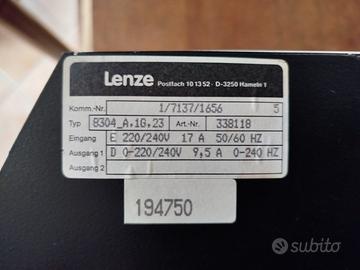 Lenze
Postfach 10 13 52 · D-3250 Hameln 1
Komm.-Nr. 1/7137/1656 5
Typ 8304_A.1G.23 Art.-Nr. 338118
Eingang E 220/240V 17 A 50/60 HZ
Ausgang 1 D 0-220/240V 9,5 A 0-240 HZ
Ausgang 2
194750
subito